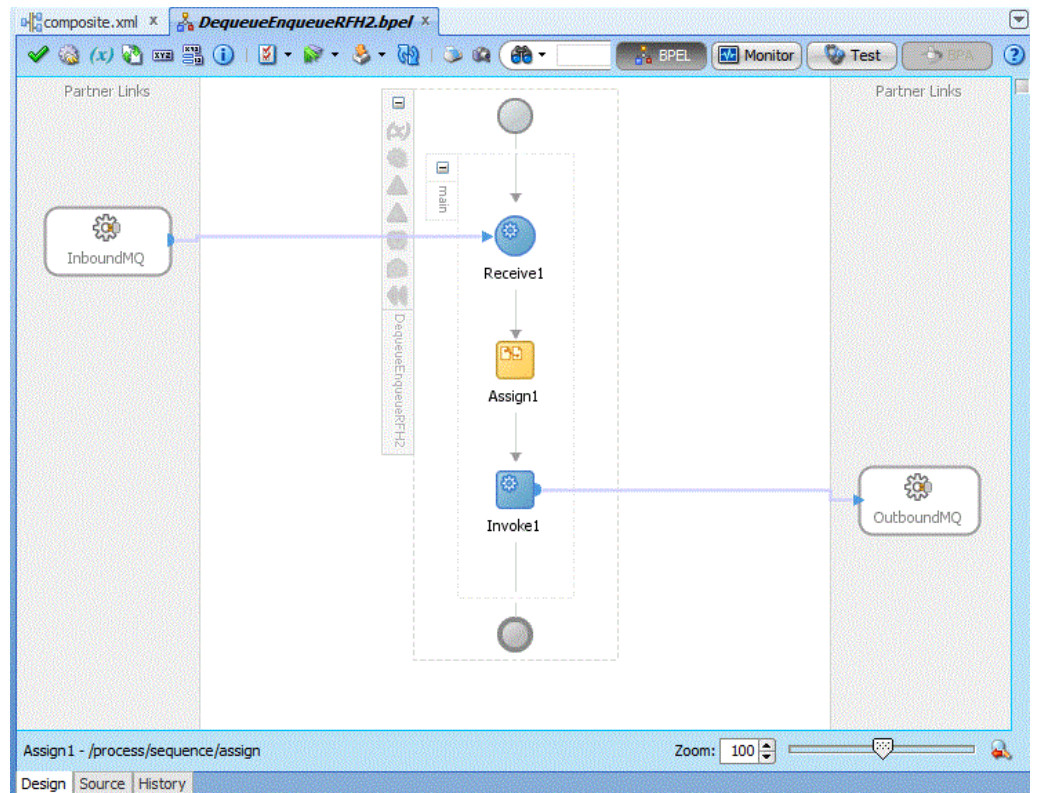 composite.xml x DequeueEnqueueRFH2.bpel x
(x) XYZ BPEL Monitor Test BPA
Partner Links
Partner Links
(x)
main
InboundMQ
Receive1
DequeueEnqueueRFH2
Assign1
Invoke1
OutboundMQ
Assign1 - /process/sequence/assign Zoom: 100
Design Source History